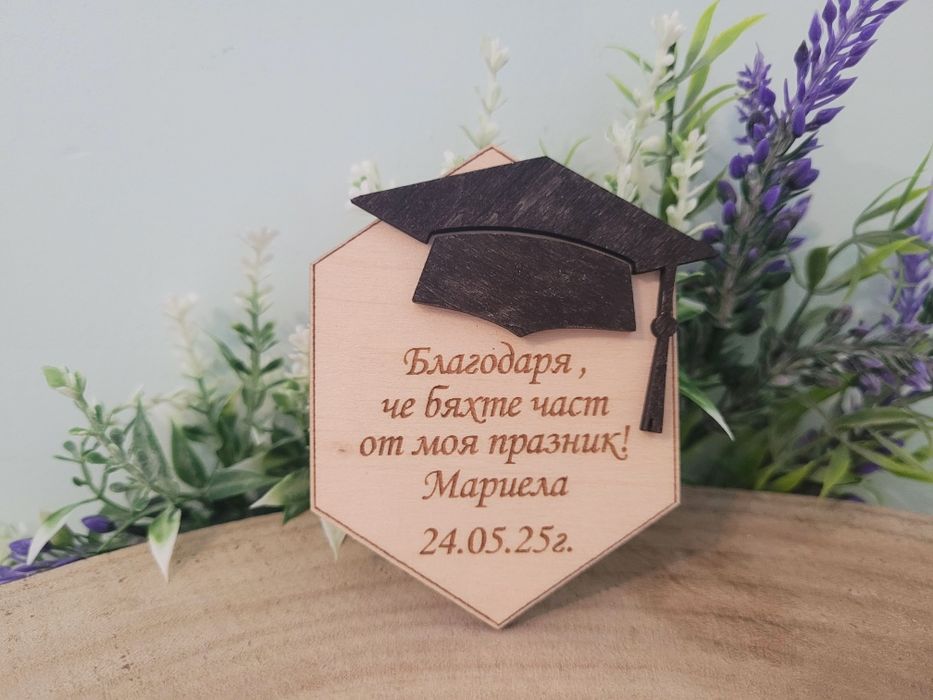 Благодаря ,
че бяхте част
от моя празник!
Мариела
24.05.25г.